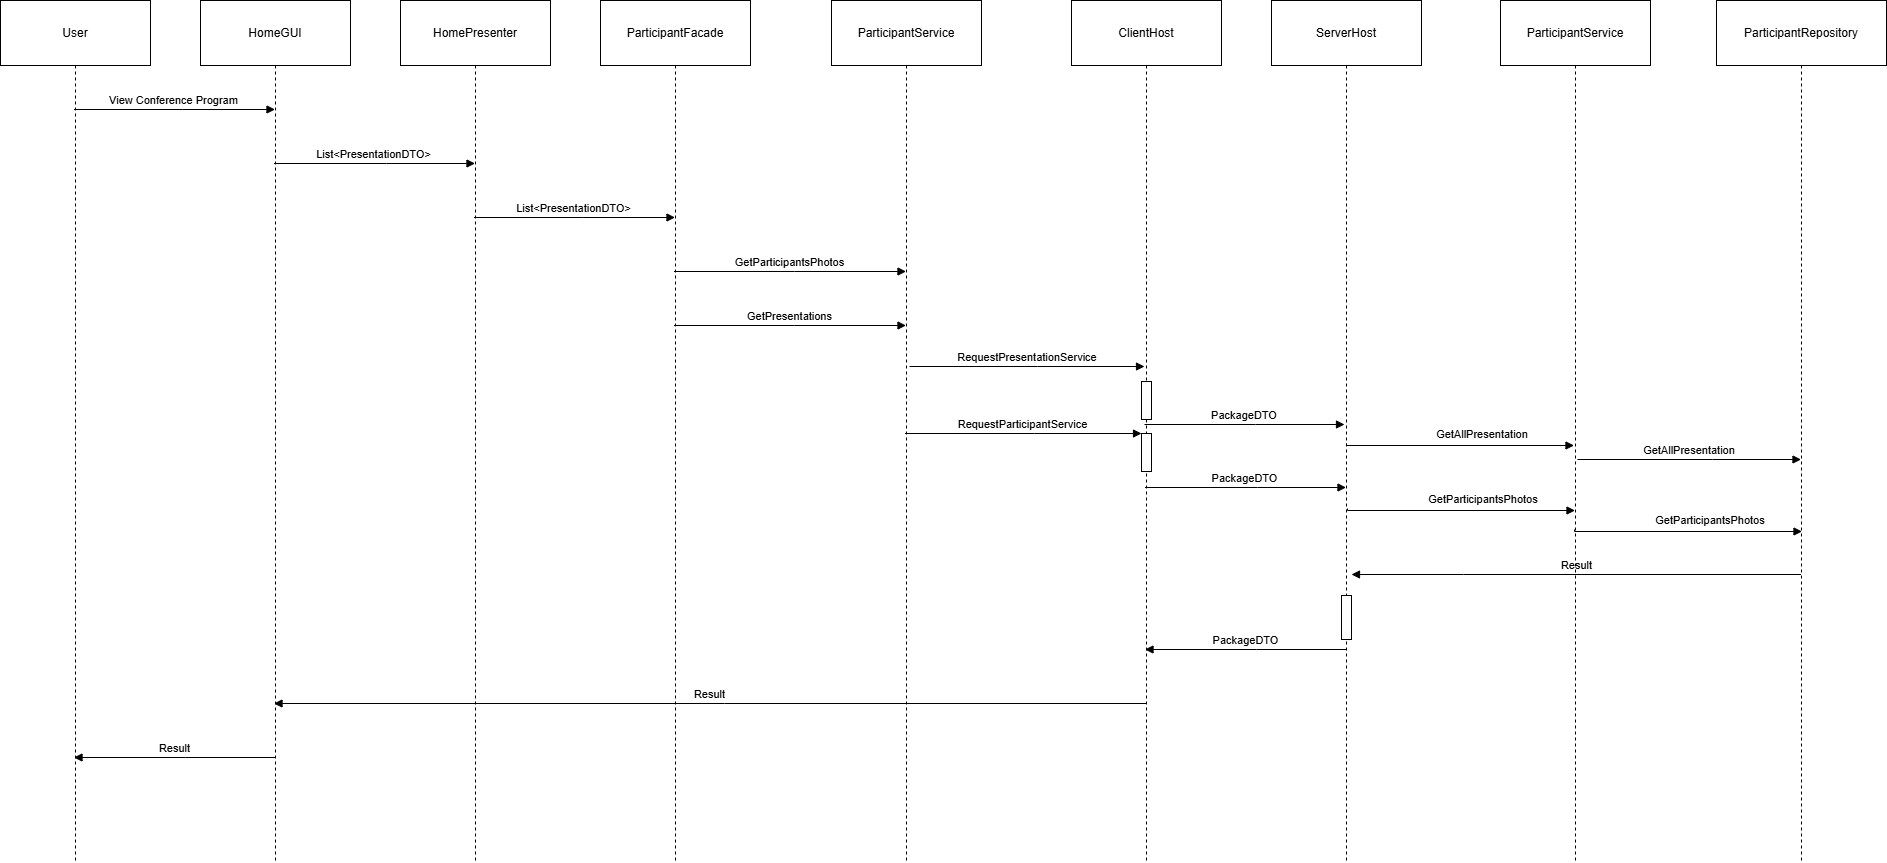 User
HomeGUI
HomePresenter
ParticipantFacade
ParticipantService
ClientHost
ServerHost
ParticipantService
ParticipantRepository
View Conference Program
List<PresentationDTO>
List<PresentationDTO>
GetParticipantsPhotos
GetPresentations
RequestPresentationService
PackageDTO
RequestParticipantService
GetAllPresentation
GetAllPresentation
PackageDTO
GetParticipantsPhotos
GetParticipantsPhotos
Result
PackageDTO
Result
Result